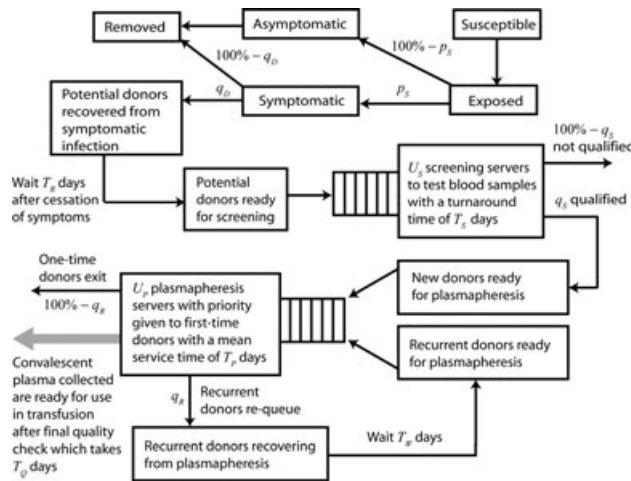 Removed
Asymptomatic
Susceptible
100% – q_D
100% – p_S
Potential donors
recovered from
symptomatic
infection
q_D
Symptomatic
p_S
Exposed
100% – q_S
not qualified
Wait T_R days
after cessation
of symptoms
Potential
donors ready
for screening
U_S screening servers
to test blood samples
with a turnaround
time of T_S days
q_S qualified
One-time
donors exit
100% – q_R
U_P plasmapheresis
servers with priority
given to first-time
donors with a mean
service time of T_P days
New donors ready
for plasmapheresis
Recurrent donors ready
for plasmapheresis
Convalescent
plasma collected
are ready for use
in transfusion
after final quality
check which takes
T_Q days
q_R
Recurrent
donors re-queue
Recurrent donors recovering
from plasmapheresis
Wait T_W days